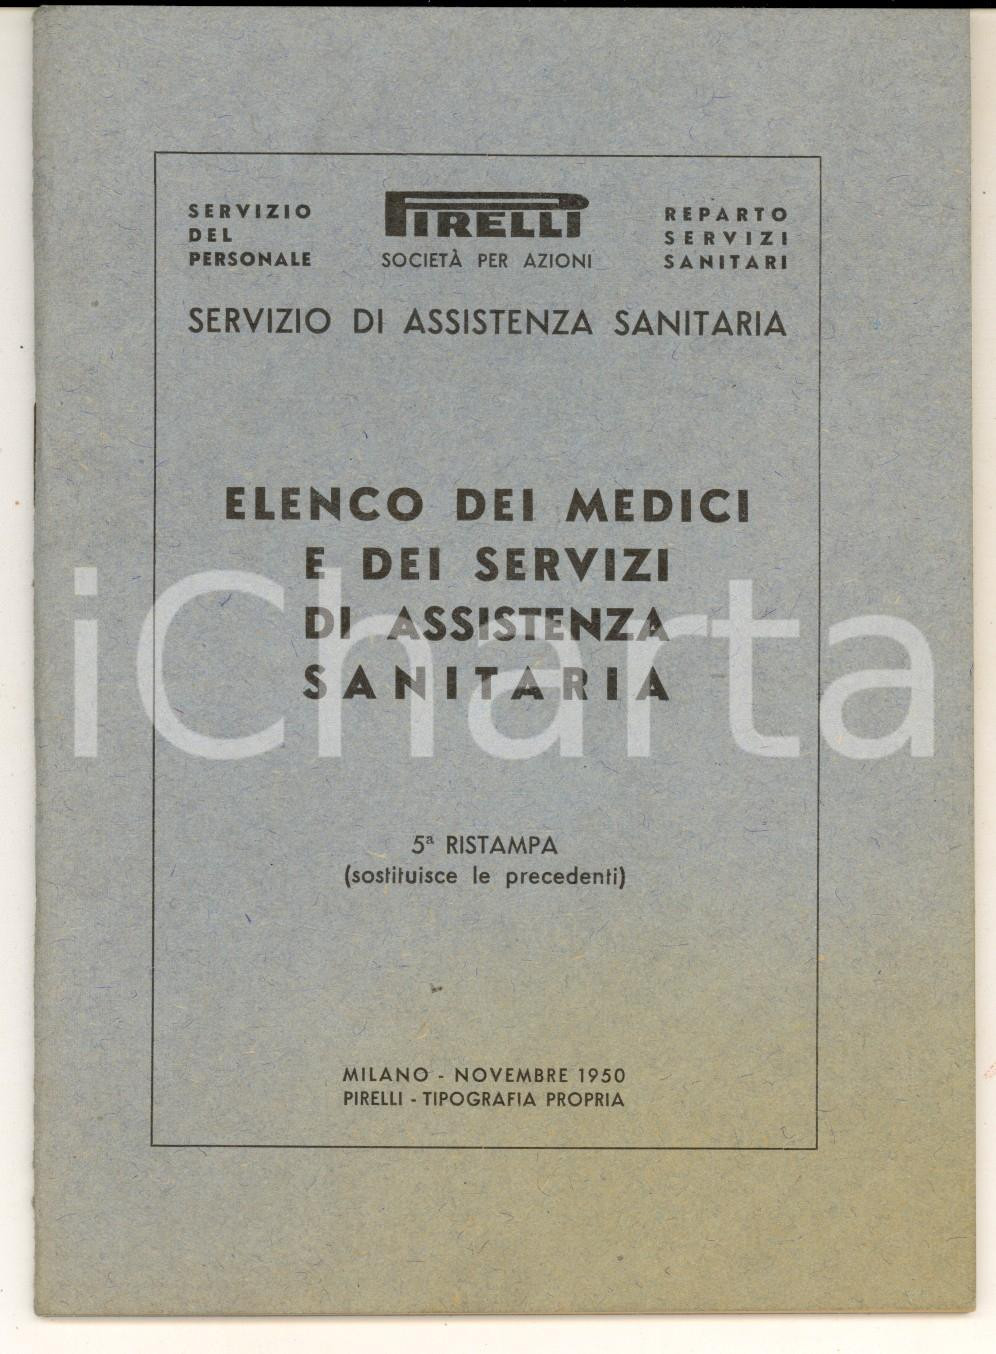 SERVIZIO
DEL
PERSONALE
PIRELLI
SOCIETÀ PER AZIONI
REPARTO
SERVIZI
SANITARI
SERVIZIO DI ASSISTENZA SANITARIA
ELENCO DEI MEDICI
E DEI SERVIZI
DI ASSISTENZA
SANITARIA
iCharta
5ª RISTAMPA
(sostituisce le precedenti)
MILANO - NOVEMBRE 1950
PIRELLI - TIPOGRAFIA PROPRIA